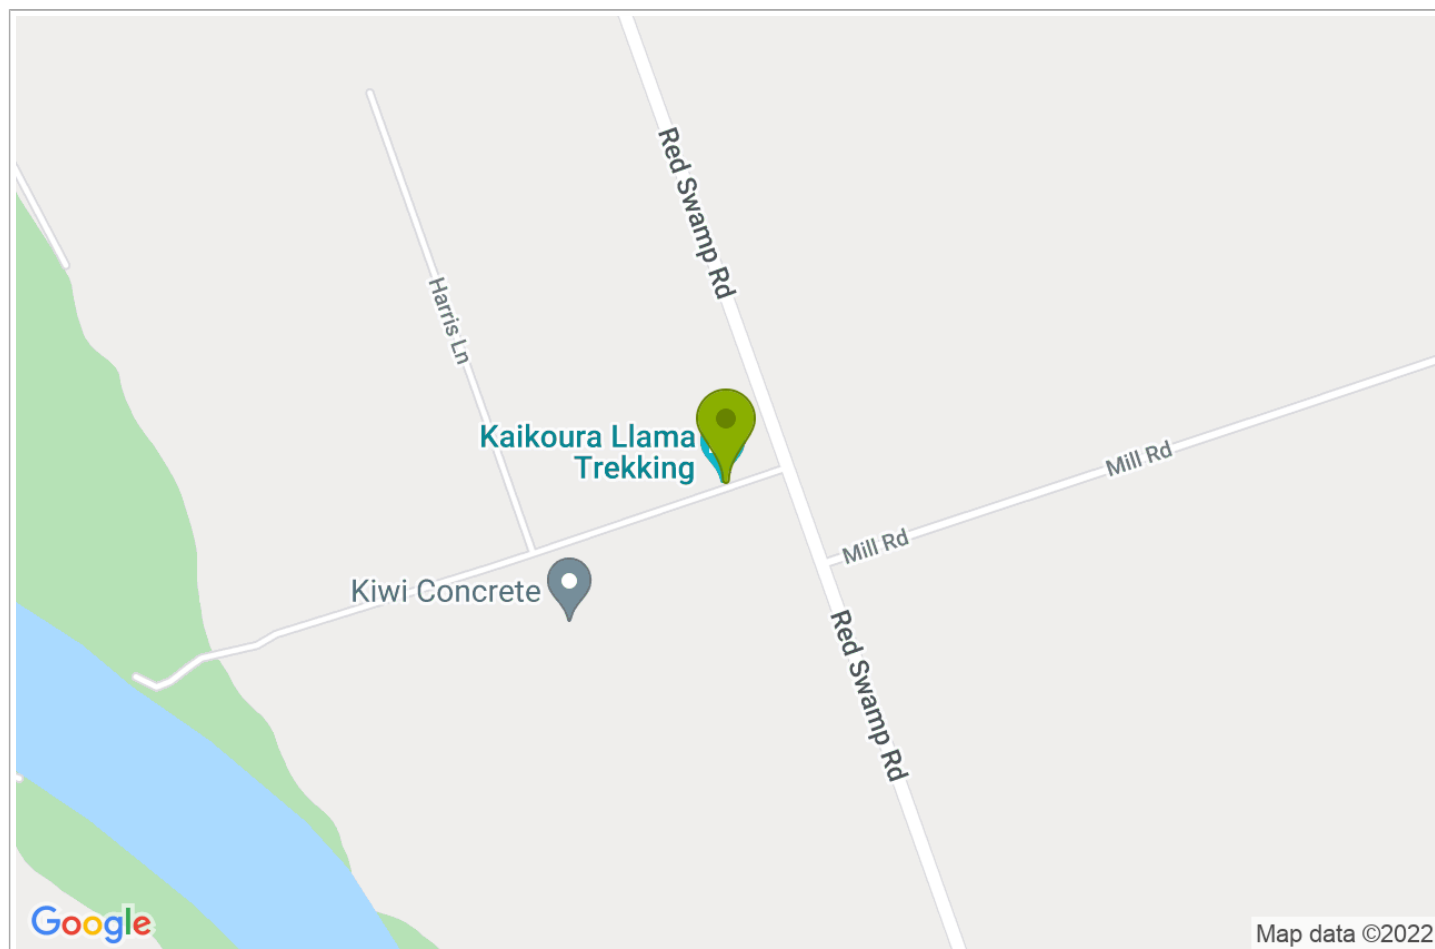 Red Swamp Rd
Harris Ln
Kaikoura Llama
Trekking
Mill Rd
Mill Rd
Kiwi Concrete
Red Swamp Rd
Google
Map data ©2022